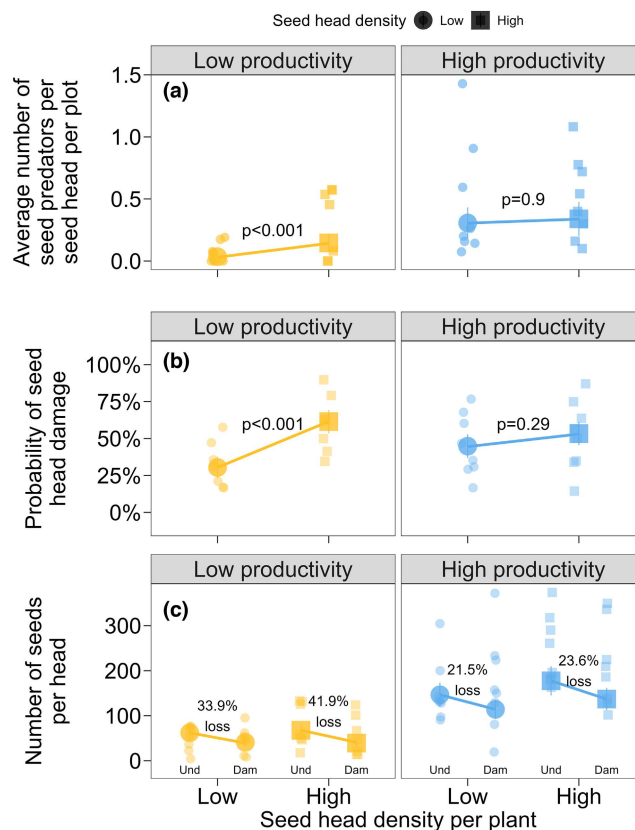 Seed head density Low High
Low productivity High productivity
(a)
Average number of
seed predators per
seed head per plot
1.5
1.0
0.5
0.0
p<0.001
p=0.9
Low productivity High productivity
(b)
Probability of seed
head damage
100%
75%
50%
25%
0%
p<0.001
p=0.29
Low productivity High productivity
(c)
Number of seeds
per head
300
200
100
0
33.9%
loss
41.9%
loss
21.5%
loss
23.6%
loss
Und Dam Und Dam Und Dam Und Dam
Low High Low High
Seed head density per plant